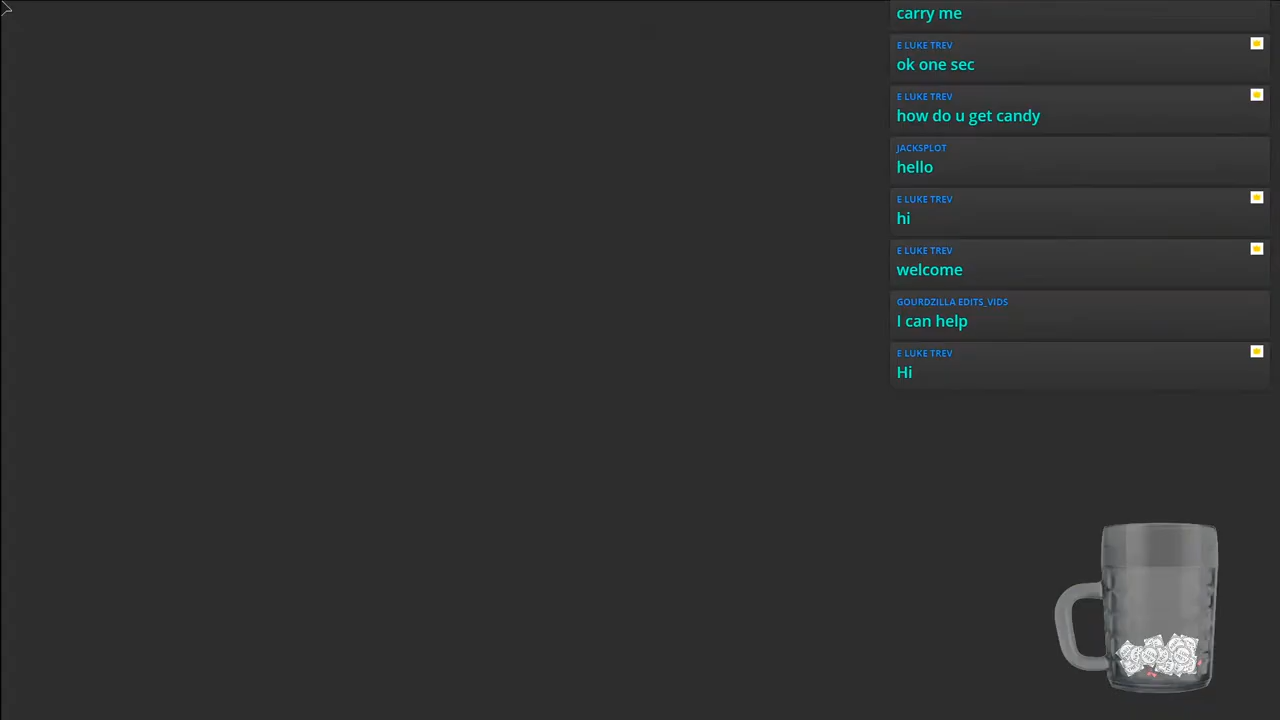 carry me
E LUKE TREV
ok one sec
E LUKE TREV
how do u get candy
JACKSPLOT
hello
E LUKE TREV
hi
E LUKE TREV
welcome
GOURDZILLA EDITS_VIDS
I can help
E LUKE TREV
Hi